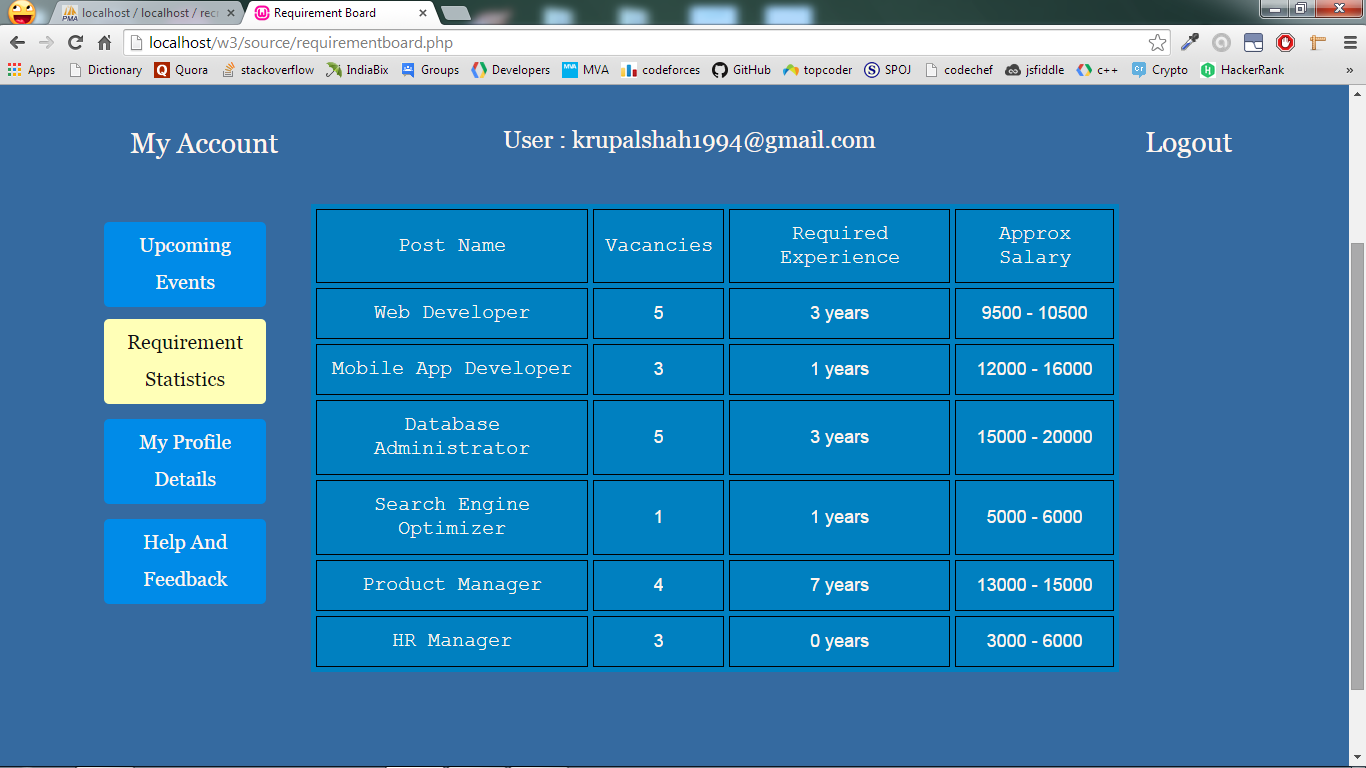 localhost / localhost / recr
Requirement Board
localhost/w3/source/requirementboard.php
Apps Dictionary Quora stackoverflow IndiaBix Groups Developers MVA codeforces GitHub topcoder SPOJ codechef jsfiddle c++ Crypto HackerRank »
My Account User : krupalshah1994@gmail.com Logout
Upcoming
Events
Requirement
Statistics
My Profile
Details
Help And
Feedback
Post Name Vacancies Required Experience Approx Salary
Web Developer 5 3 years 9500 - 10500
Mobile App Developer 3 1 years 12000 - 16000
Database Administrator 5 3 years 15000 - 20000
Search Engine Optimizer 1 1 years 5000 - 6000
Product Manager 4 7 years 13000 - 15000
HR Manager 3 0 years 3000 - 6000